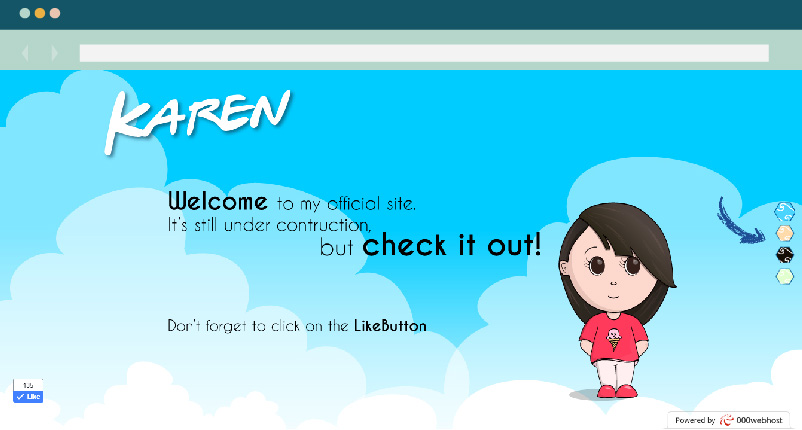 KAREN
Welcome to my official site.
It's still under contruction,
but check it out!
Don't forget to click on the LikeButton
135
Like
Powered by 000webhost